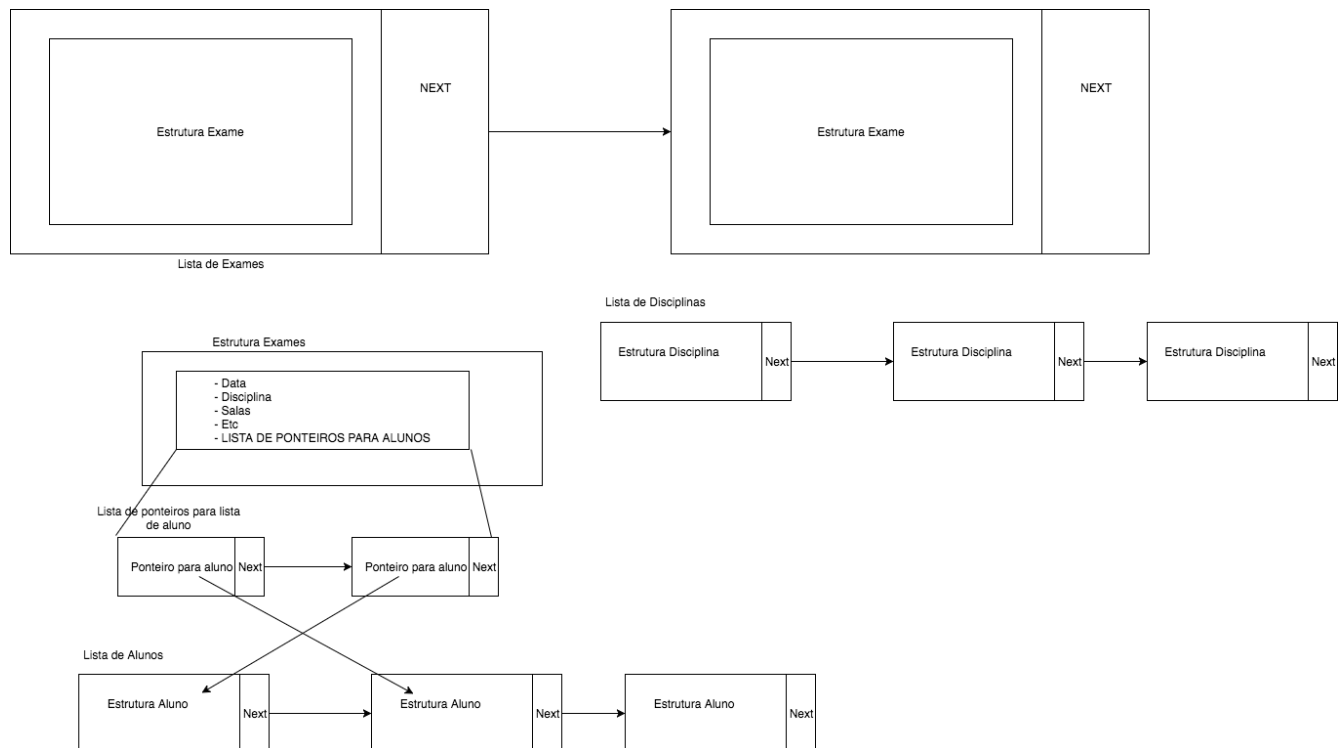 NEXT
NEXT
Estrutura Exame
Estrutura Exame
Lista de Exames
Lista de Disciplinas
Estrutura Disciplina
Next
Estrutura Disciplina
Next
Estrutura Disciplina
Next
Estrutura Exames
- Data
- Disciplina
- Salas
- Etc
- LISTA DE PONTEIROS PARA ALUNOS
Lista de ponteiros para lista
de aluno
Ponteiro para aluno
Next
Ponteiro para aluno
Next
Lista de Alunos
Estrutura Aluno
Next
Estrutura Aluno
Next
Estrutura Aluno
Next